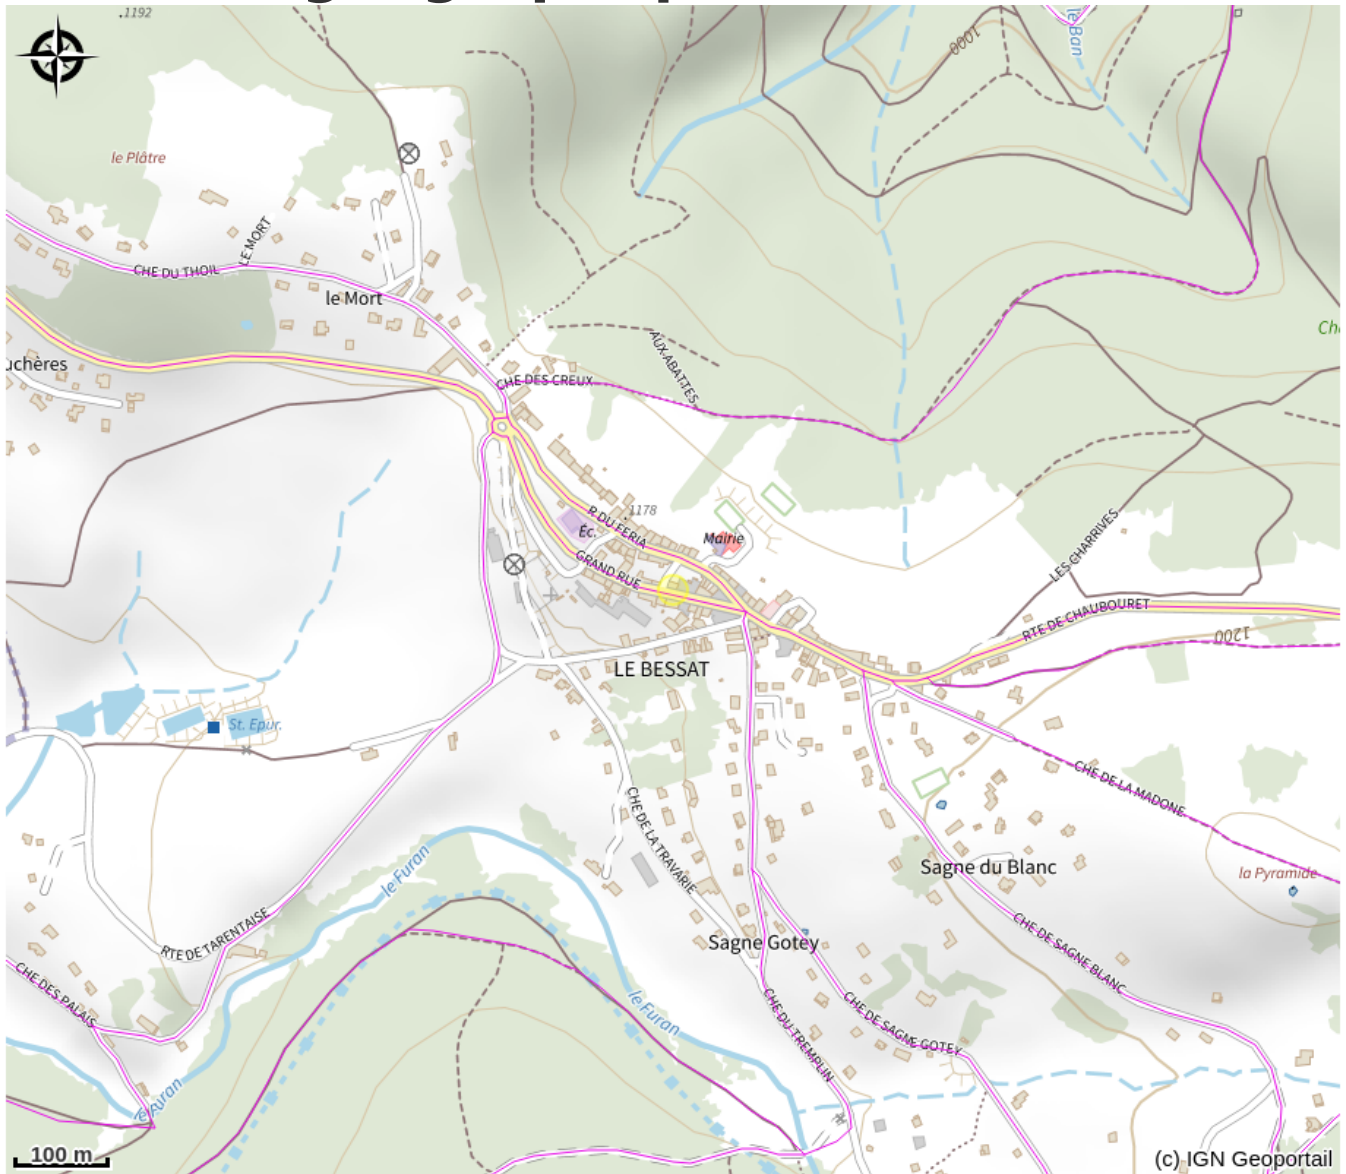 1192
le Ban
1000
le Plâtre
LE MORT
CHE DU THOIL
le Mort
Ch
uchères
AUX ABATTES
CHE DES CREUX
1178
R DU FERIA
Éc.
Mairie
GRAND RUE
LES CHARRIVES
RTE DE CHAUBOURET
1200
LE BESSAT
St. Epur.
CHE DE LA MADONE
CHE DE LA TRAVARIE
le Furan
Sagne du Blanc
la Pyramide
RTE DE TARENTAISE
Sagne Gotey
CHE DE SAGNE BLANC
CHE DES PALAIS
le Furan
CHE DU TREMPLIN
CHE DE SAGNE GOTEY
le Furan
100 m
(c) IGN Geoportail